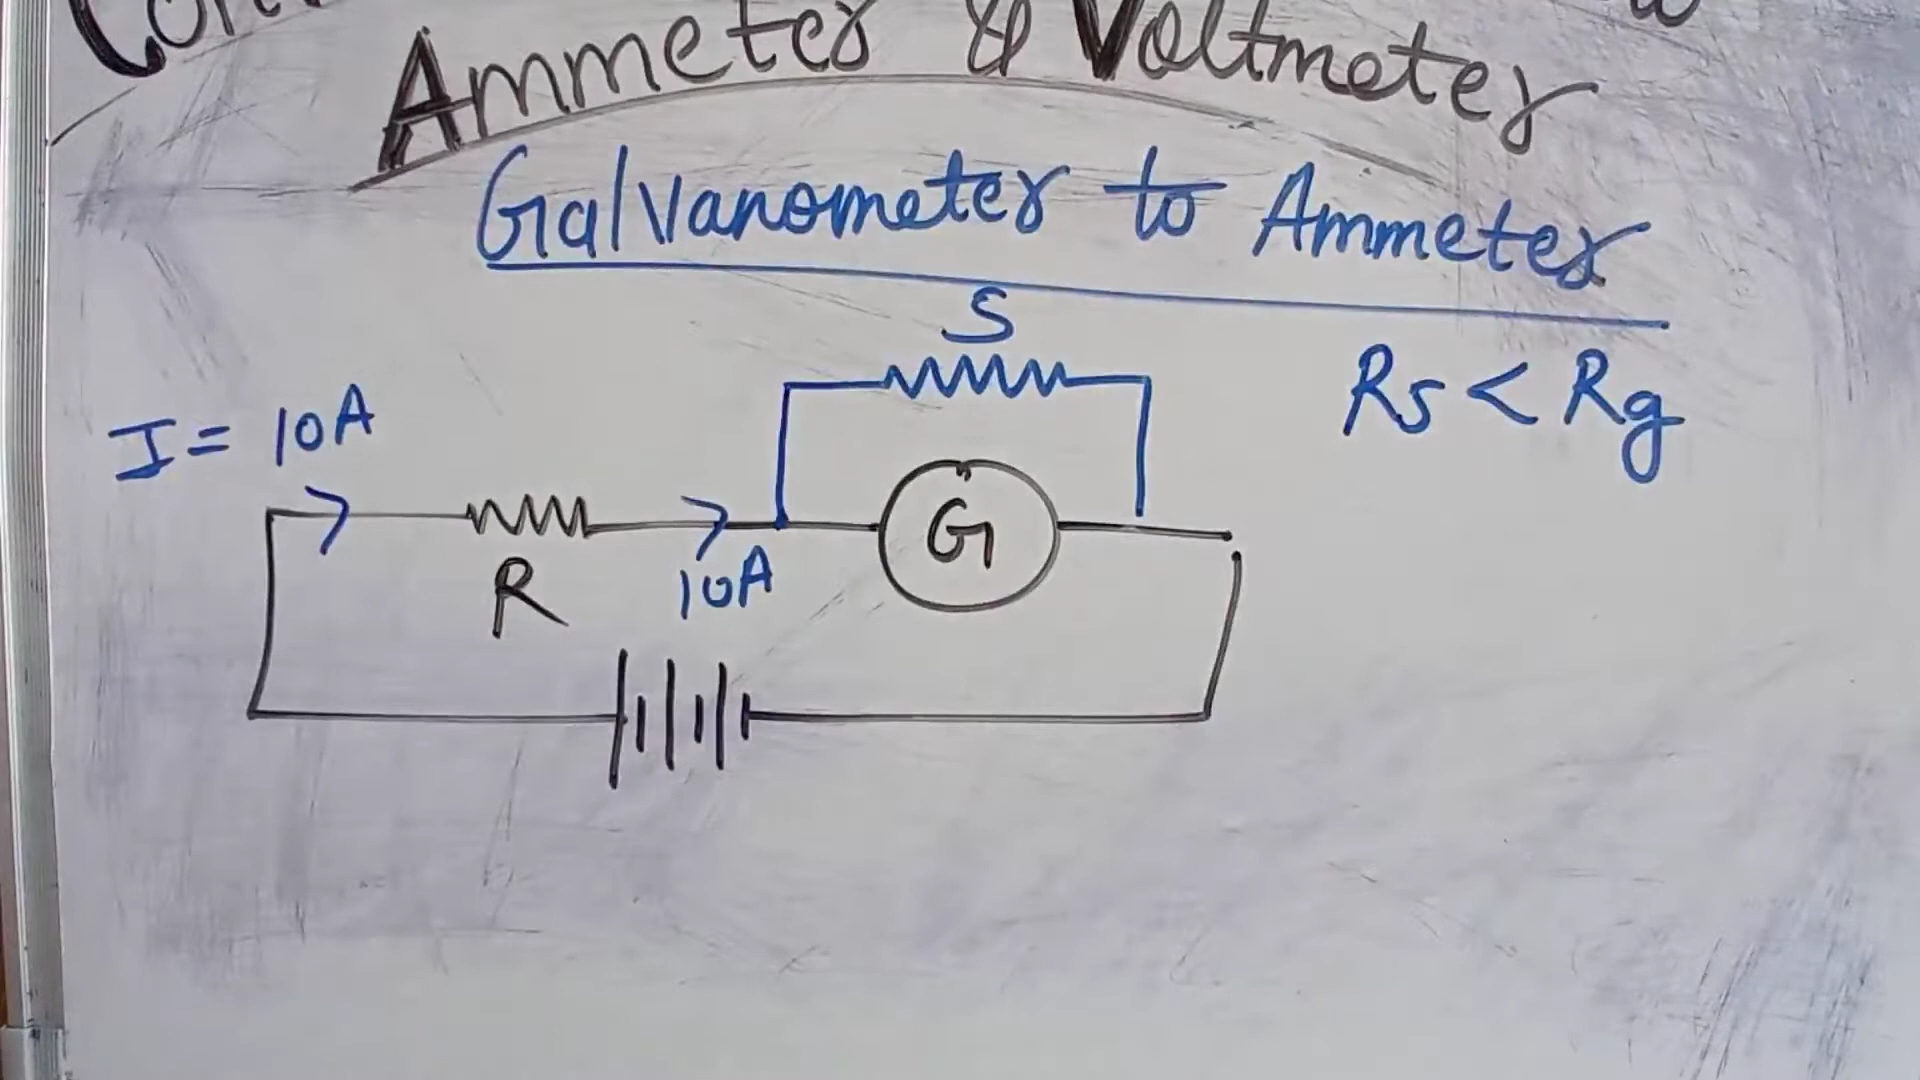 Ammeter & Voltmeter
Galvanometer to Ammeter
S
Rs < Rg
I = 10A
R
10A
G